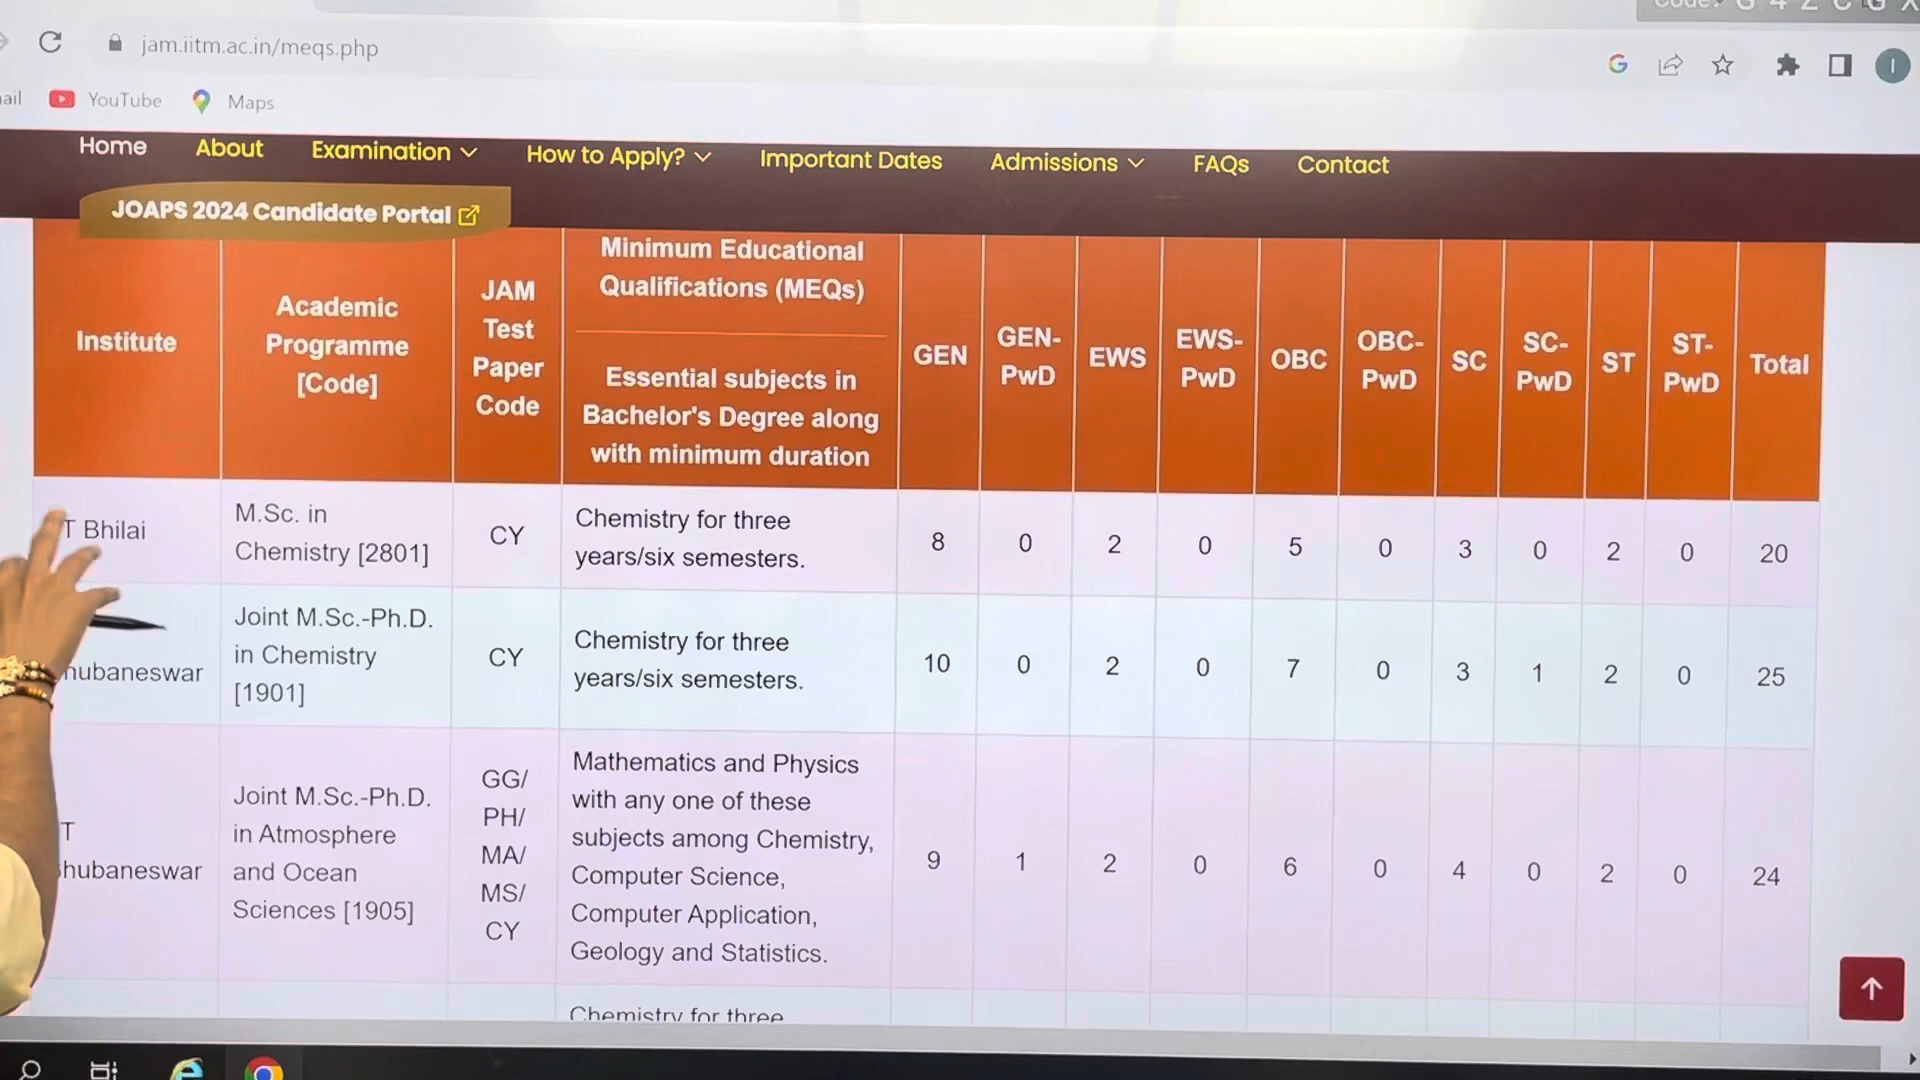 Code: G 4 Z C G X
jam.iitm.ac.in/meqs.php
ail YouTube Maps
Home About Examination How to Apply? Important Dates Admissions FAQs Contact
JOAPS 2024 Candidate Portal
Institute
Academic
Programme
[Code]
JAM
Test
Paper
Code
Minimum Educational
Qualifications (MEQs)
Essential subjects in
Bachelor's Degree along
with minimum duration
GEN
GEN-
PwD
EWS
EWS-
PwD
OBC
OBC-
PwD
SC
SC-
PwD
ST
ST-
PwD
Total
T Bhilai
M.Sc. in
Chemistry [2801]
CY
Chemistry for three
years/six semesters.
8 0 2 0 5 0 3 0 2 0 20
hubaneswar
Joint M.Sc.-Ph.D.
in Chemistry
[1901]
CY
Chemistry for three
years/six semesters.
10 0 2 0 7 0 3 1 2 0 25
T
hubaneswar
Joint M.Sc.-Ph.D.
in Atmosphere
and Ocean
Sciences [1905]
GG/
PH/
MA/
MS/
CY
Mathematics and Physics
with any one of these
subjects among Chemistry,
Computer Science,
Computer Application,
Geology and Statistics.
9 1 2 0 6 0 4 0 2 0 24
Chemistry for three